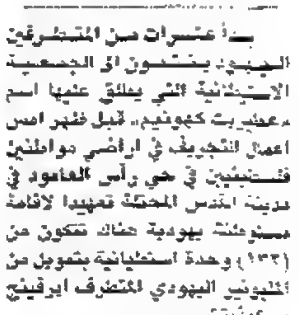 بدأ عشرات من المتطرفين
اليهود ينتمون الى الجمعية
الاستيطانية التي يطلق عليها اسم
عطيرت كوهنيم، قبل ظهر امس
اعمال التجريف في اراضي مواطنين
فلسطينيين في حي رأس العامود في
مدينة القدس المحتلة تمهيدا لاقامة
مستوطنة يهودية هناك تتكون من
(١٣٢) وحدة استيطانية بتمويل من
المليونير اليهودي المتطرف ايرفينغ